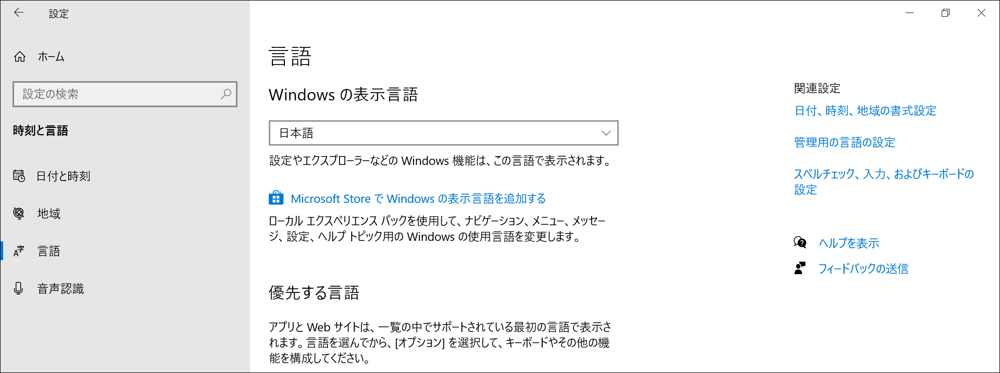 設定
ホーム
設定の検索
時刻と言語
日付と時刻
地域
言語
音声認識
言語
Windows の表示言語
日本語
設定やエクスプローラーなどの Windows 機能は、この言語で表示されます。
Microsoft Store で Windows の表示言語を追加する
ローカル エクスペリエンス パックを使用して、ナビゲーション、メニュー、メッセー
ジ、設定、ヘルプ トピック用の Windows の使用言語を変更します。
優先する言語
アプリと Web サイトは、一覧の中でサポートされている最初の言語で表示さ
れます。言語を選んでから、[オプション] を選択して、キーボードやその他の機
能を構成してください。
関連設定
日付、時刻、地域の書式設定
管理用の言語の設定
スペルチェック、入力、およびキーボードの
設定
ヘルプを表示
フィードバックの送信